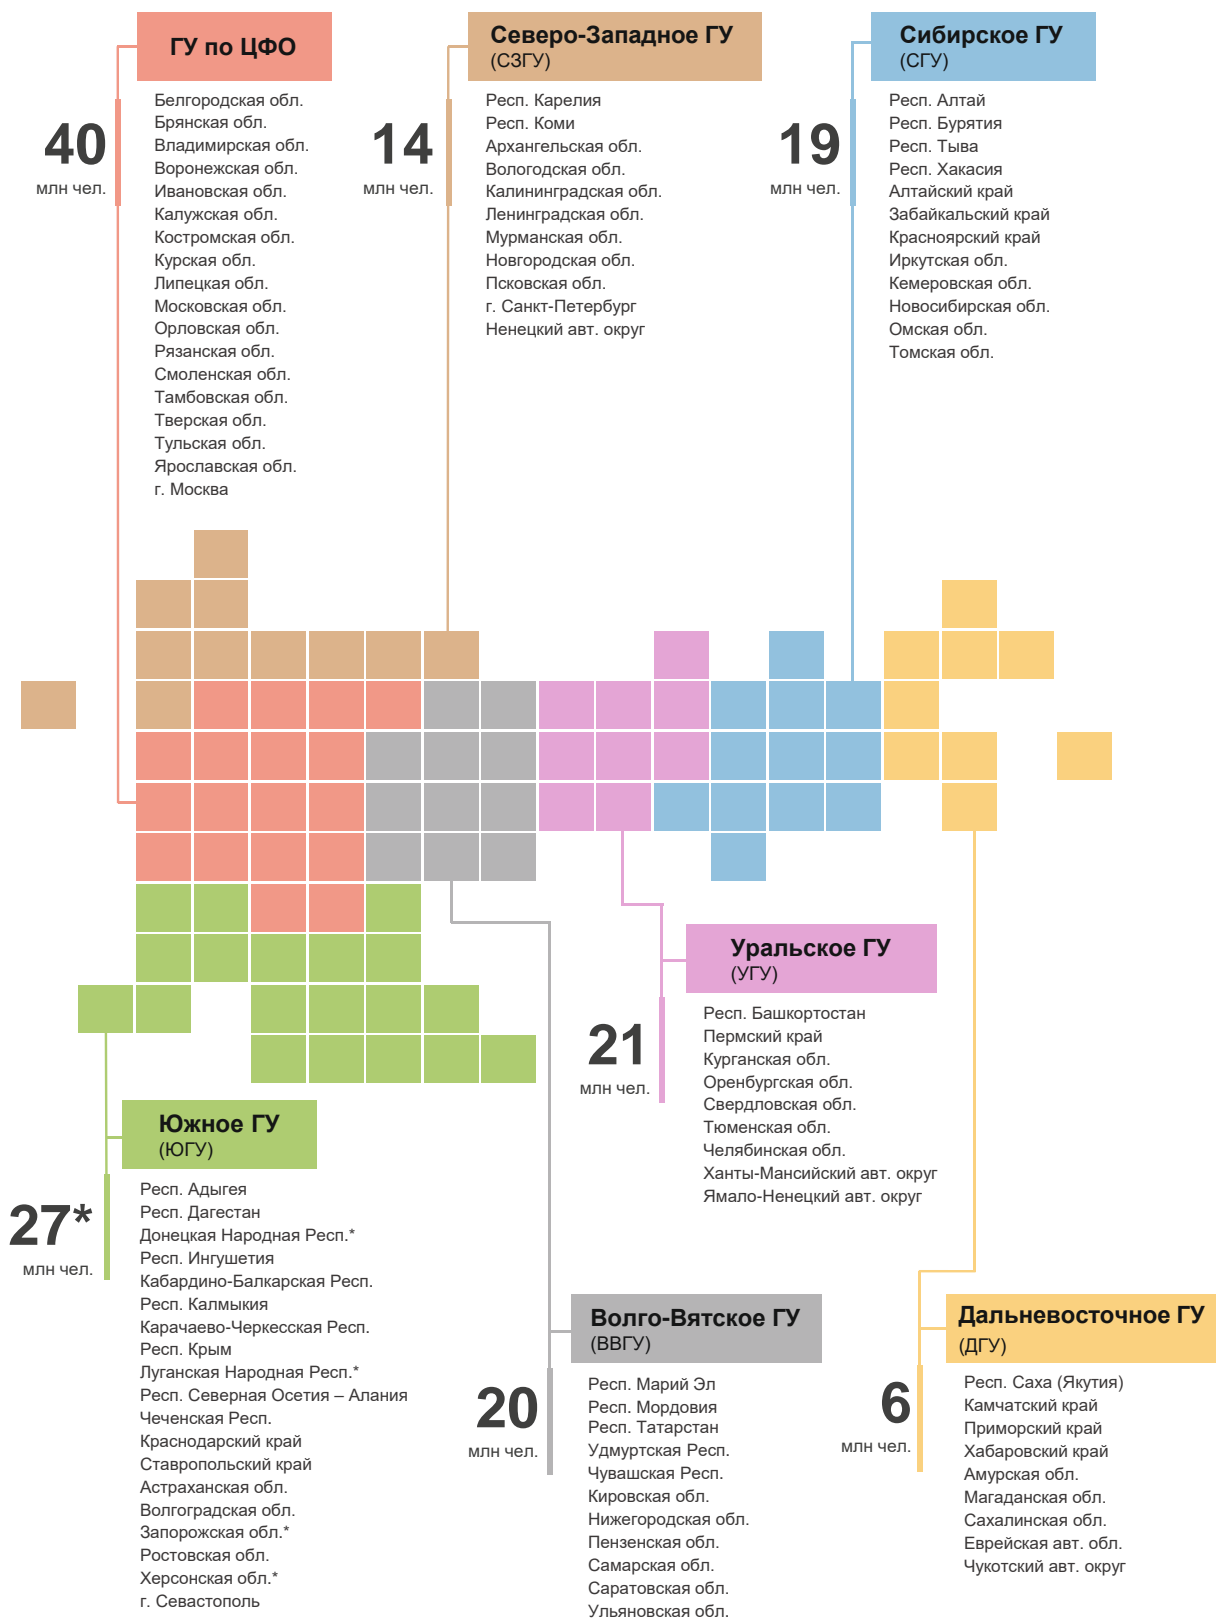 ГУ по ЦФО
40
млн чел.
Белгородская обл.
Брянская обл.
Владимирская обл.
Воронежская обл.
Ивановская обл.
Калужская обл.
Костромская обл.
Курская обл.
Липецкая обл.
Московская обл.
Орловская обл.
Рязанская обл.
Смоленская обл.
Тамбовская обл.
Тверская обл.
Тульская обл.
Ярославская обл.
г. Москва
Северо-Западное ГУ
(СЗГУ)
14
млн чел.
Респ. Карелия
Респ. Коми
Архангельская обл.
Вологодская обл.
Калининградская обл.
Ленинградская обл.
Мурманская обл.
Новгородская обл.
Псковская обл.
г. Санкт-Петербург
Ненецкий авт. округ
Сибирское ГУ
(СГУ)
19
млн чел.
Респ. Алтай
Респ. Бурятия
Респ. Тыва
Респ. Хакасия
Алтайский край
Забайкальский край
Красноярский край
Иркутская обл.
Кемеровская обл.
Новосибирская обл.
Омская обл.
Томская обл.
Уральское ГУ
(УГУ)
21
млн чел.
Респ. Башкортостан
Пермский край
Курганская обл.
Оренбургская обл.
Свердловская обл.
Тюменская обл.
Челябинская обл.
Ханты-Мансийский авт. округ
Ямало-Ненецкий авт. округ
Южное ГУ
(ЮГУ)
27*
млн чел.
Респ. Адыгея
Респ. Дагестан
Донецкая Народная Респ.*
Респ. Ингушетия
Кабардино-Балкарская Респ.
Респ. Калмыкия
Карачаево-Черкесская Респ.
Респ. Крым
Луганская Народная Респ.*
Респ. Северная Осетия – Алания
Чеченская Респ.
Краснодарский край
Ставропольский край
Астраханская обл.
Волгоградская обл.
Запорожская обл.*
Ростовская обл.
Херсонская обл.*
г. Севастополь
Волго-Вятское ГУ
(ВВГУ)
20
млн чел.
Респ. Марий Эл
Респ. Мордовия
Респ. Татарстан
Удмуртская Респ.
Чувашская Респ.
Кировская обл.
Нижегородская обл.
Пензенская обл.
Самарская обл.
Саратовская обл.
Ульяновская обл.
Дальневосточное ГУ
(ДГУ)
6
млн чел.
Респ. Саха (Якутия)
Камчатский край
Приморский край
Хабаровский край
Амурская обл.
Магаданская обл.
Сахалинская обл.
Еврейская авт. обл.
Чукотский авт. округ